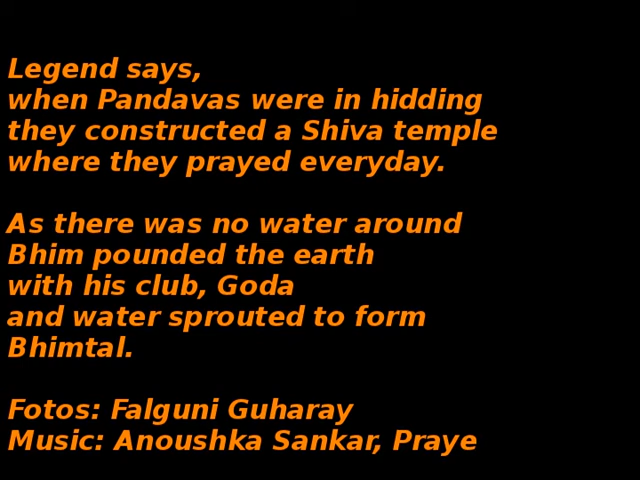 Legend says,
when Pandavas were in hidding
they constructed a Shiva temple
where they prayed everyday.
As there was no water around
Bhim pounded the earth
with his club, Goda
and water sprouted to form
Bhimtal.
Fotos: Falguni Guharay
Music: Anoushka Sankar, Praye